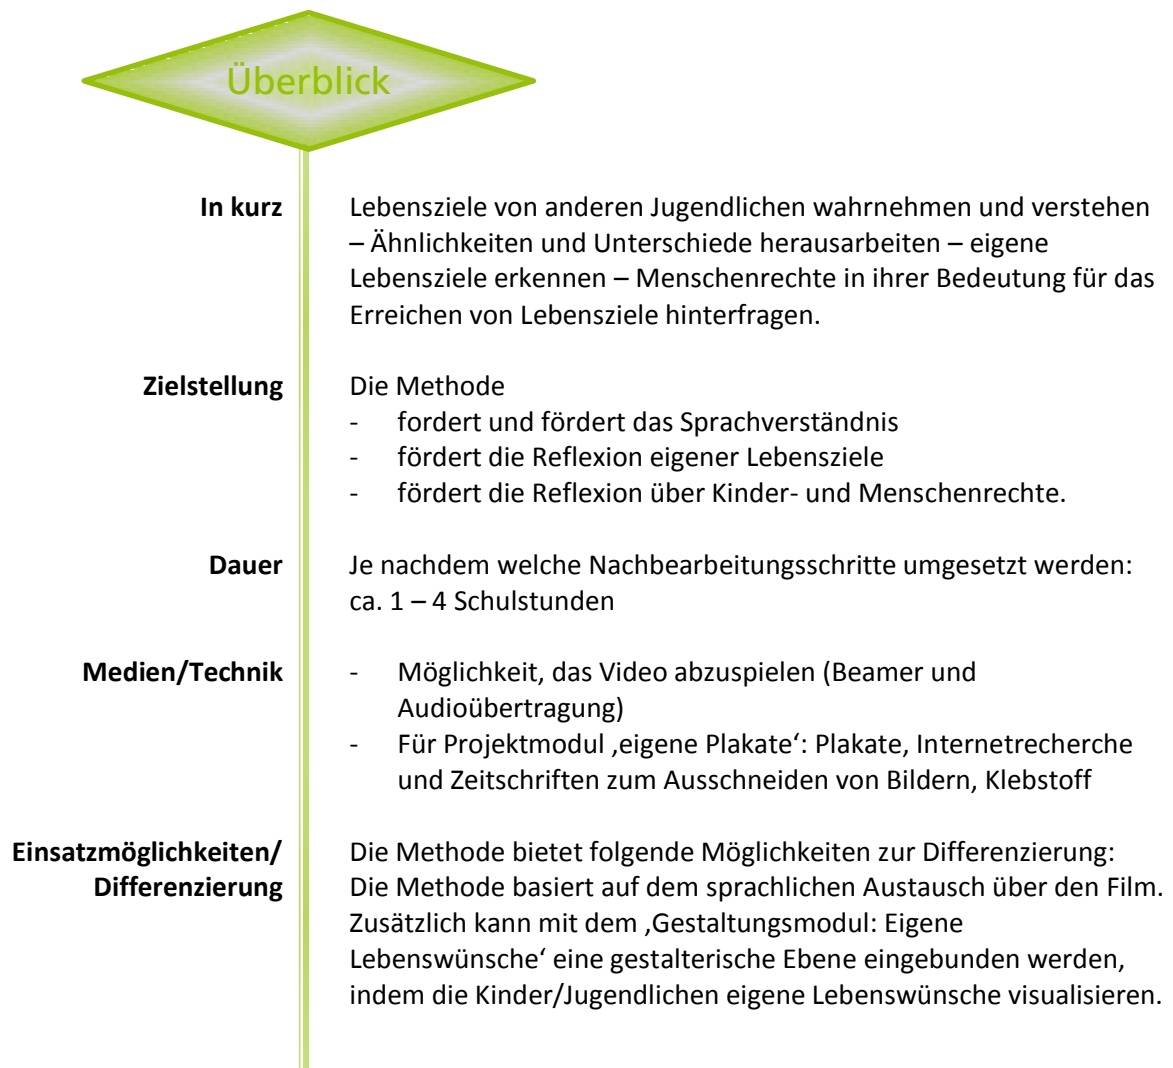 Überblick
In kurz
Lebensziele von anderen Jugendlichen wahrnehmen und verstehen
– Ähnlichkeiten und Unterschiede herausarbeiten – eigene
Lebensziele erkennen – Menschenrechte in ihrer Bedeutung für das
Erreichen von Lebensziele hinterfragen.
Zielstellung
Die Methode
- fordert und fördert das Sprachverständnis
- fördert die Reflexion eigener Lebensziele
- fördert die Reflexion über Kinder- und Menschenrechte.
Dauer
Je nachdem welche Nachbearbeitungsschritte umgesetzt werden:
ca. 1 – 4 Schulstunden
Medien/Technik
- Möglichkeit, das Video abzuspielen (Beamer und
Audioübertragung)
- Für Projektmodul ‚eigene Plakate‘: Plakate, Internetrecherche
und Zeitschriften zum Ausschneiden von Bildern, Klebstoff
Einsatzmöglichkeiten/
Differenzierung
Die Methode bietet folgende Möglichkeiten zur Differenzierung:
Die Methode basiert auf dem sprachlichen Austausch über den Film.
Zusätzlich kann mit dem ‚Gestaltungsmodul: Eigene
Lebenswünsche‘ eine gestalterische Ebene eingebunden werden,
indem die Kinder/Jugendlichen eigene Lebenswünsche visualisieren.